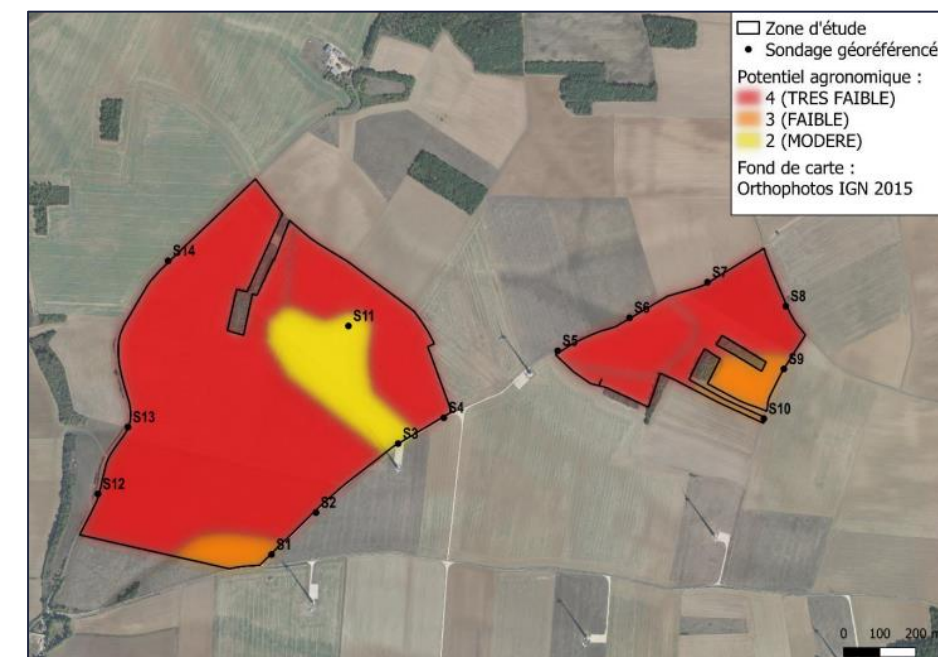 Zone d'étude
Sondage géoréférencé
Potentiel agronomique :
4 (TRES FAIBLE)
3 (FAIBLE)
2 (MODERE)
Fond de carte :
Orthophotos IGN 2015
S14
S11
S7
S8
S6
S5
S9
S10
S4
S13
S3
S12
S2
S1
0 100 200 m